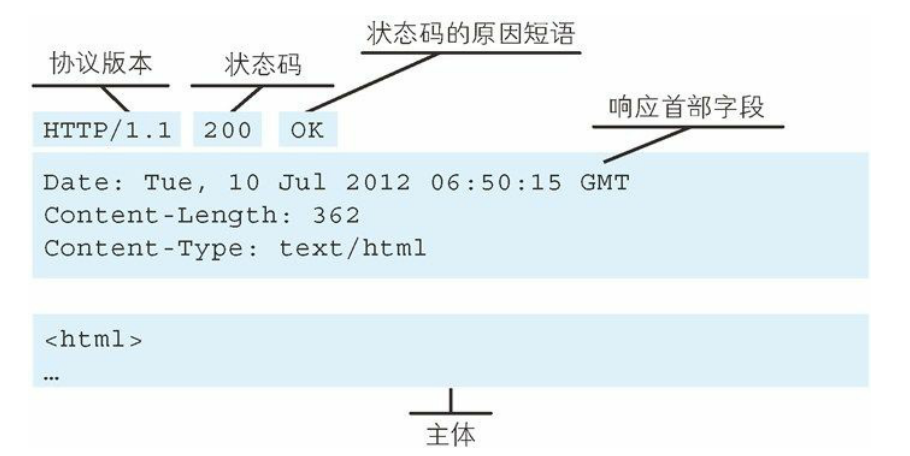 状态码的原因短语
协议版本 状态码
响应首部字段
HTTP/1.1 200 OK
Date: Tue, 10 Jul 2012 06:50:15 GMT
Content-Length: 362
Content-Type: text/html
<html>
…
主体